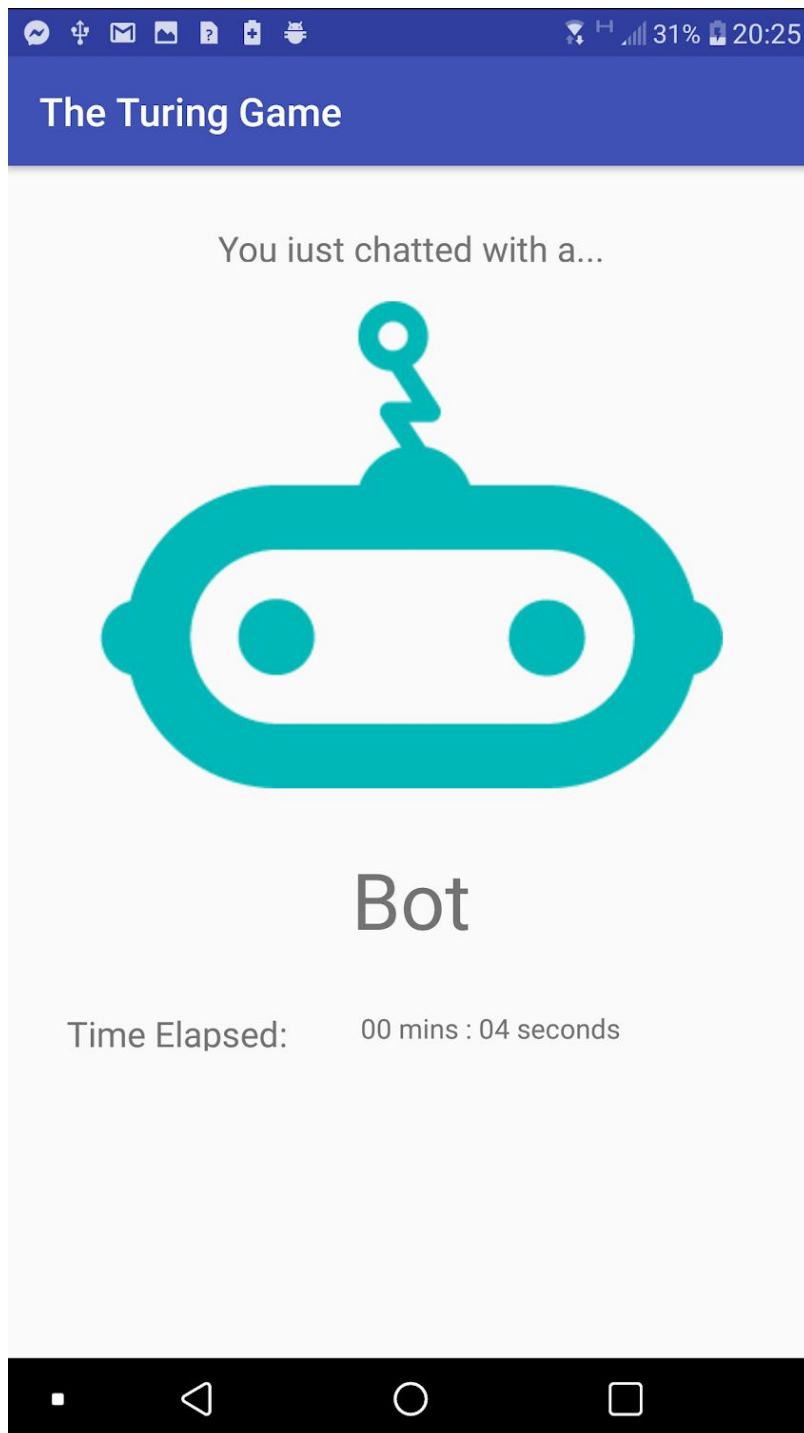 31% 20:25
The Turing Game
You iust chatted with a...
Bot
Time Elapsed: 00 mins : 04 seconds